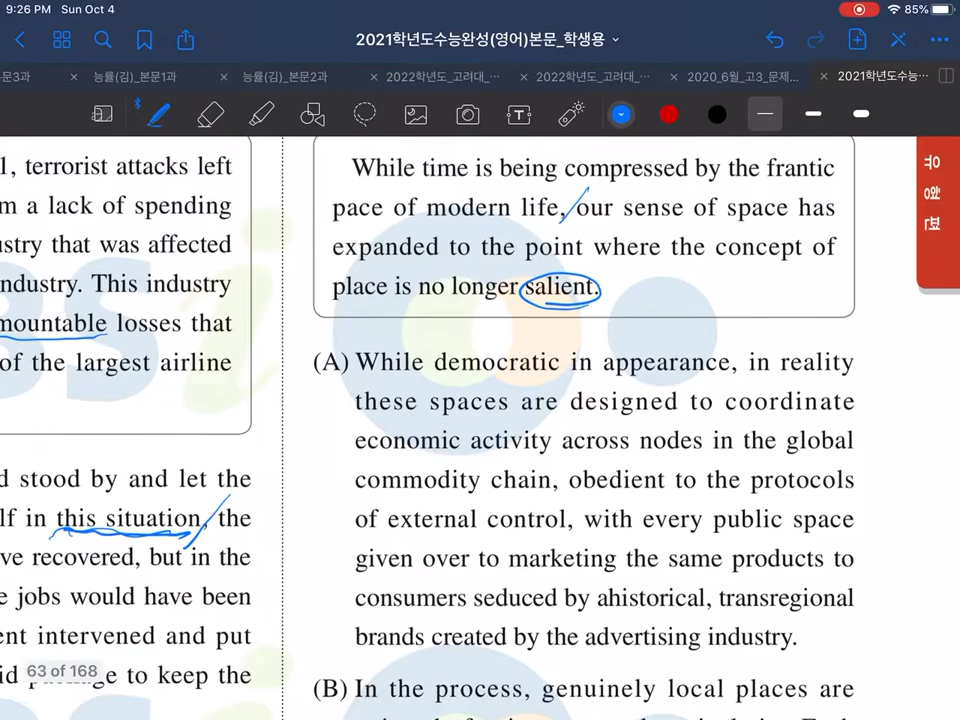 9:26 PM Sun Oct 4
85%
2021학년도수능완성(영어)본문_학생용
문3과
능률(김)_본문1과
능률(김)_본문2과
2022학년도_고려대_…
2022학년도_고려대_…
2020_6월_고3_문제…
2021학년도수능…
1, terrorist attacks left
m a lack of spending
ustry that was affected
ndustry. This industry
mountable losses that
of the largest airline
d stood by and let the
lf in this situation, the
ve recovered, but in the
e jobs would have been
ent intervened and put
to keep the
63 of 168
While time is being compressed by the frantic
pace of modern life, our sense of space has
expanded to the point where the concept of
place is no longer salient.
(A) While democratic in appearance, in reality
these spaces are designed to coordinate
economic activity across nodes in the global
commodity chain, obedient to the protocols
of external control, with every public space
given over to marketing the same products to
consumers seduced by ahistorical, transregional
brands created by the advertising industry.
(B) In the process, genuinely local places are
유형편